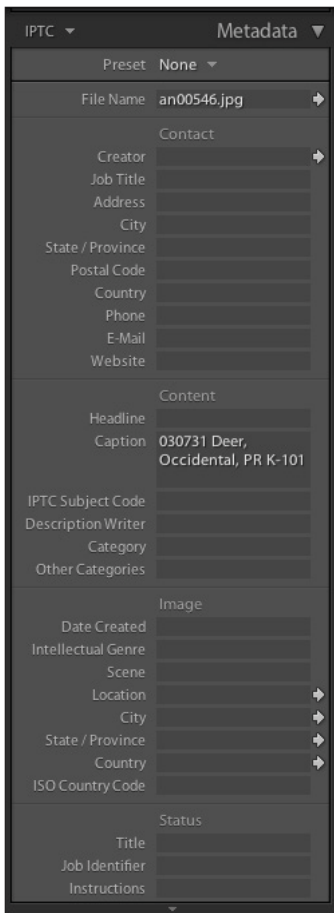 IPTC Metadata
Preset None
File Name an00546.jpg
Contact
Creator
Job Title
Address
City
State / Province
Postal Code
Country
Phone
E-Mail
Website
Content
Headline
Caption 030731 Deer,
Occidental, PR K-101
IPTC Subject Code
Description Writer
Category
Other Categories
Image
Date Created
Intellectual Genre
Scene
Location
City
State / Province
Country
ISO Country Code
Status
Title
Job Identifier
Instructions